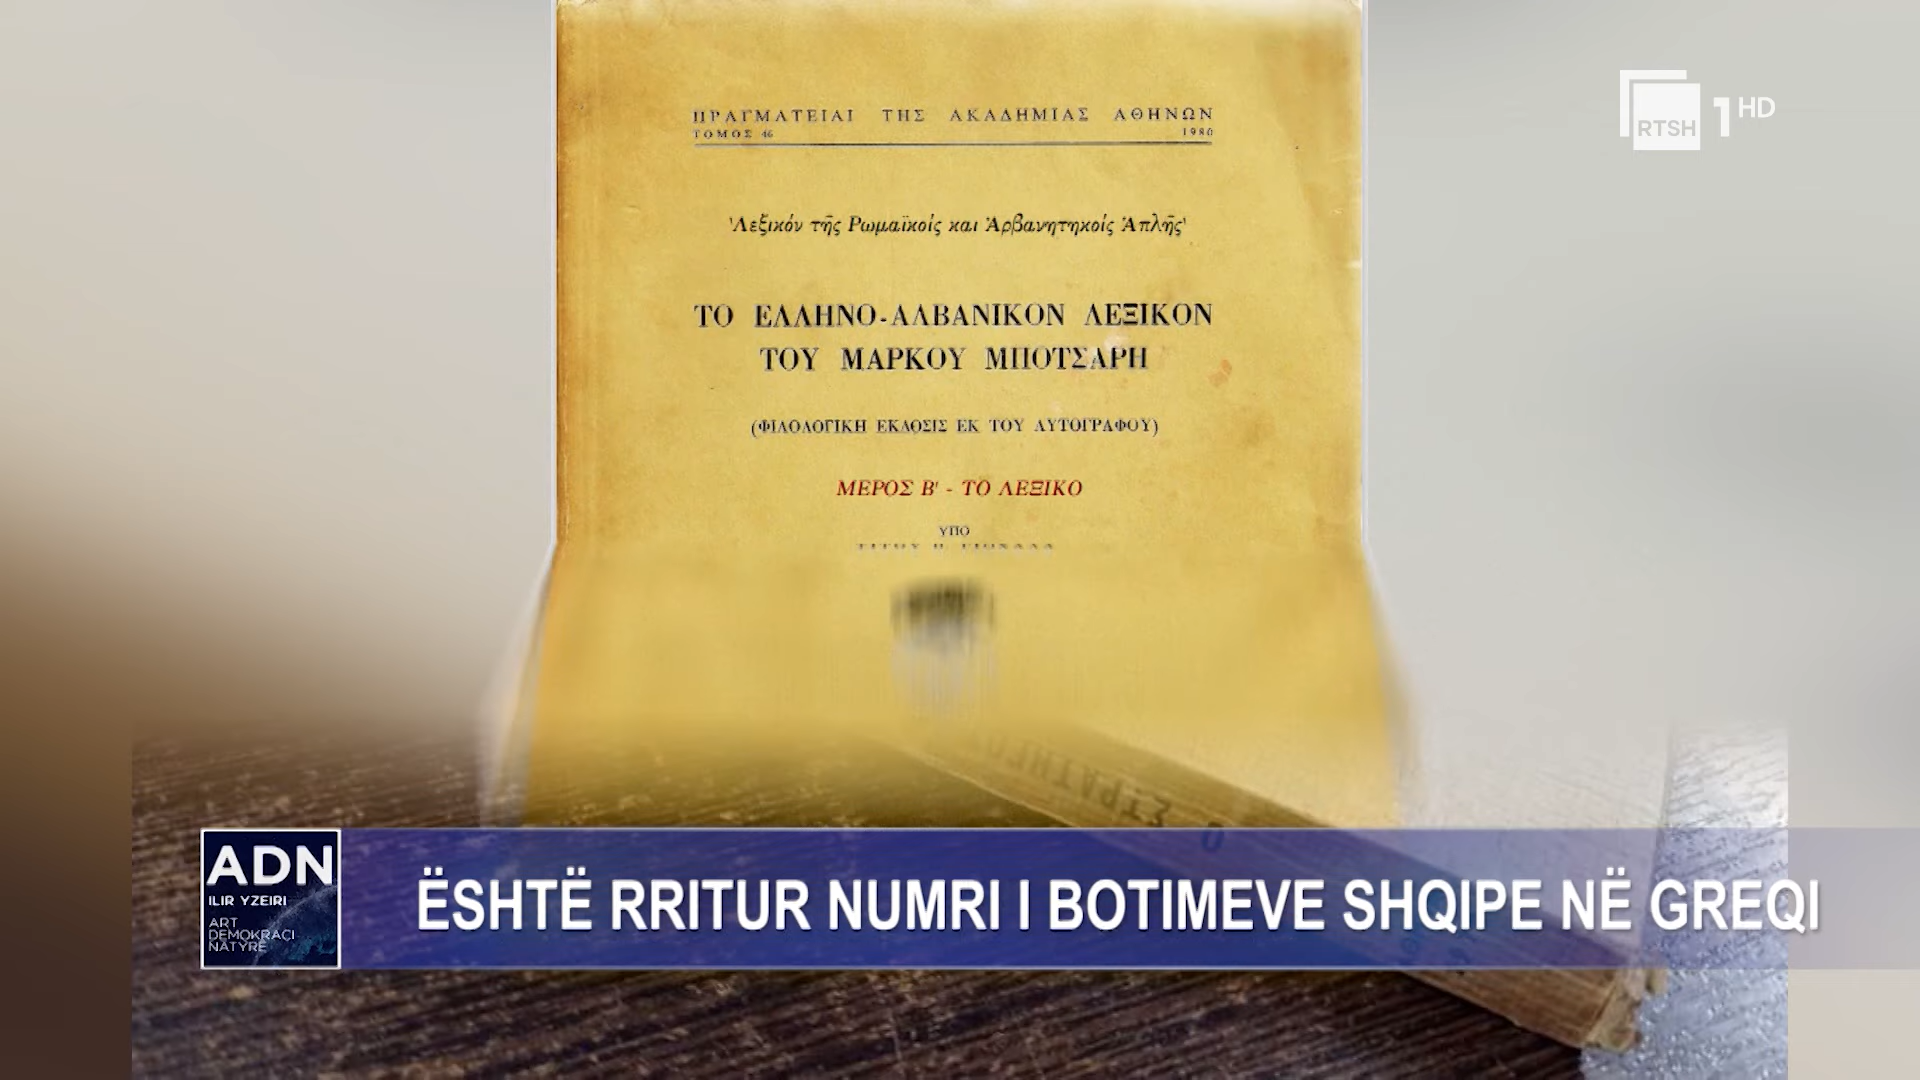 ΠΡΑΓΜΑΤΕΙΑΙ ΤΗΣ ΑΚΑΔΗΜΙΑΣ ΑΘΗΝΩΝ
ΤΟΜΟΣ 46 1980
'Λεξικόν τῆς Ρωμαϊκοίς και Ἀρβανητηκοίς Ἁπλῆς'
ΤΟ ΕΛΛΗΝΟ-ΑΛΒΑΝΙΚΟΝ ΛΕΞΙΚΟΝ
ΤΟΥ ΜΑΡΚΟΥ ΜΠΟΤΣΑΡΗ
(ΦΙΛΟΛΟΓΙΚΗ ΕΚΔΟΣΙΣ ΕΚ ΤΟΥ ΑΥΤΟΓΡΑΦΟΥ)
ΜΕΡΟΣ Β' - ΤΟ ΛΕΞΙΚΟ
ΥΠΟ
RTSH 1 HD
ADN
ILIR YZEIRI
ART
DEMOKRACI
NATYRË
ËSHTË RRITUR NUMRI I BOTIMEVE SHQIPE NË GREQI